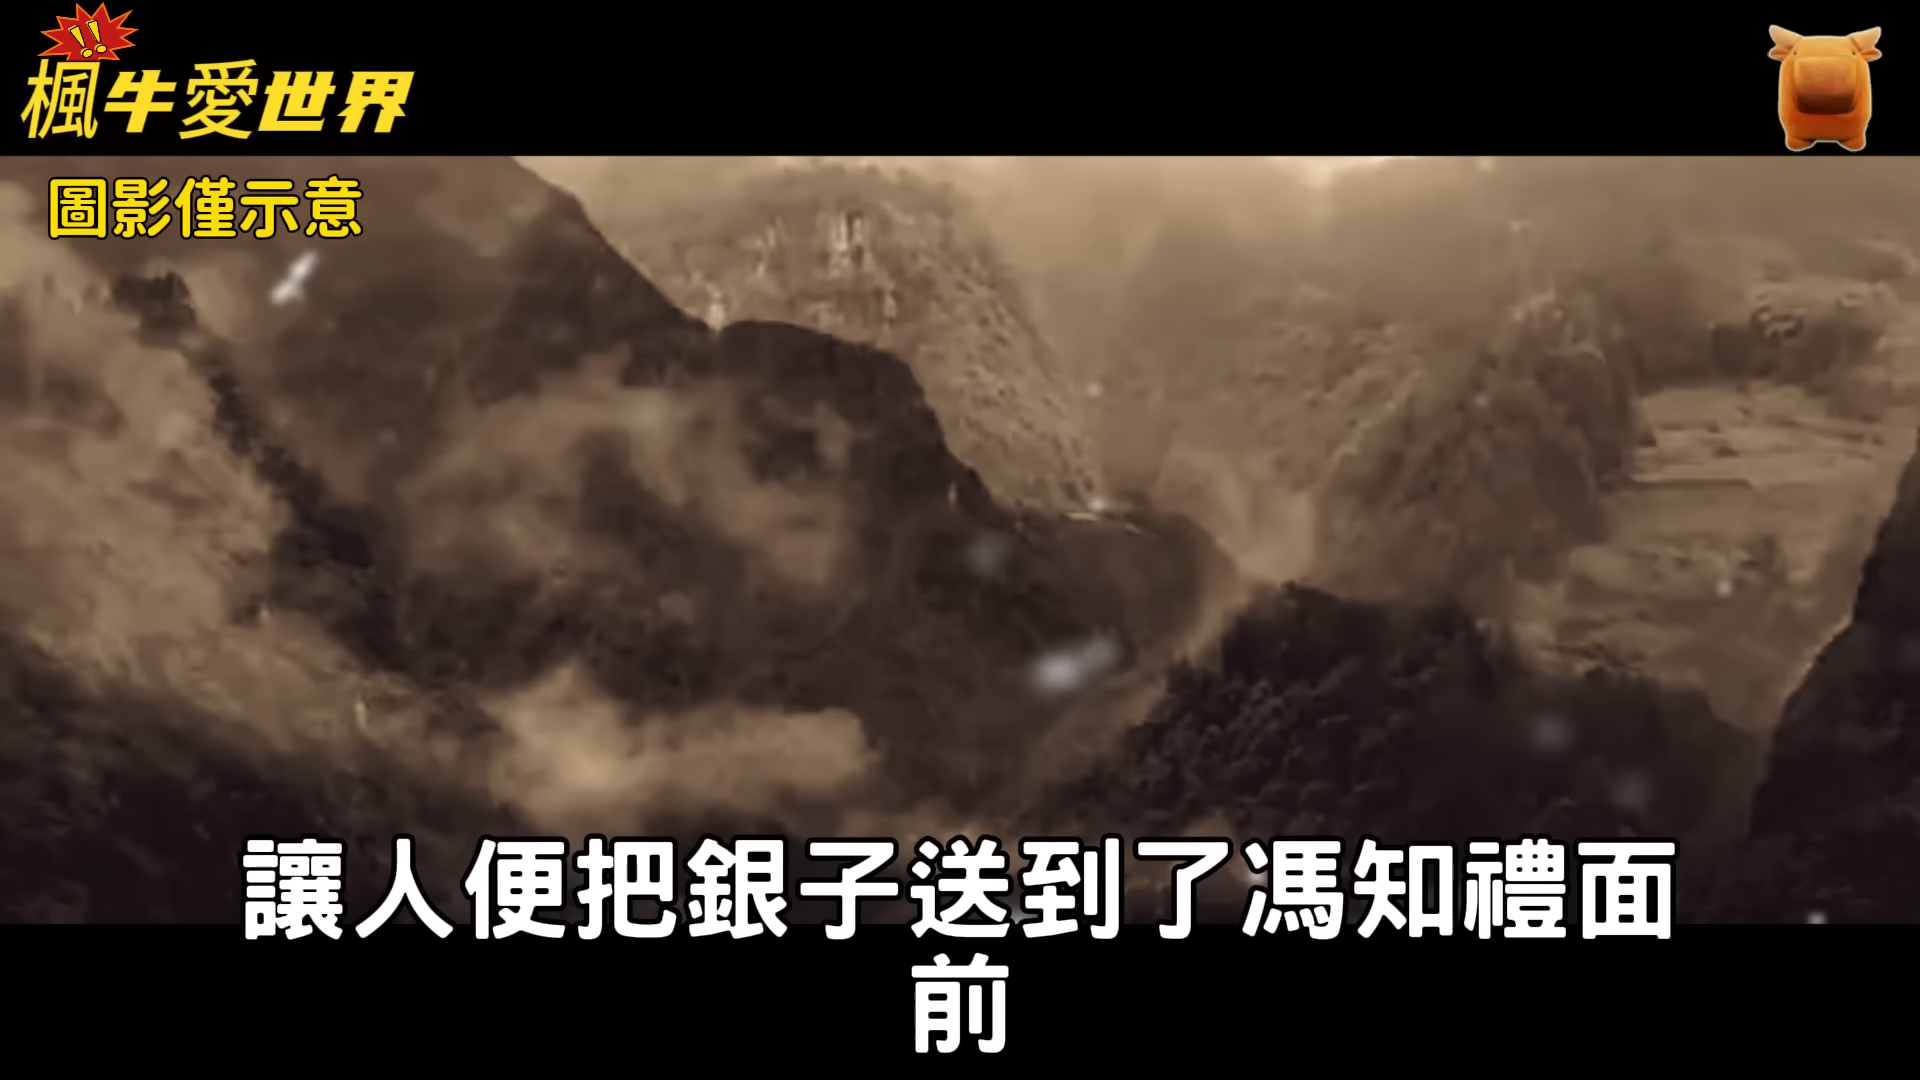 楓牛愛世界
圖影僅示意
讓人便把銀子送到了馮知禮面
前